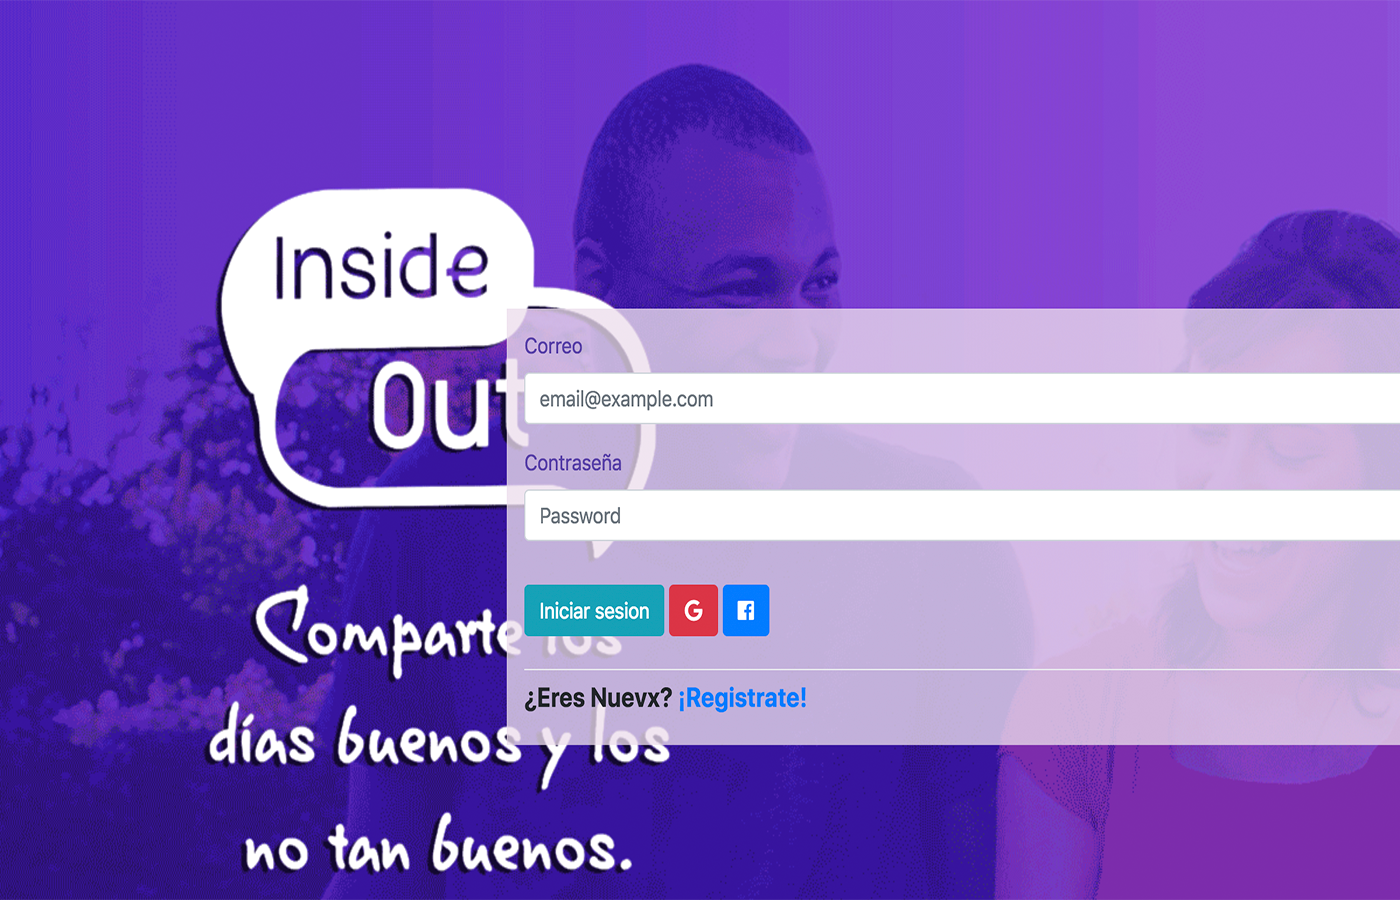 Inside
Out
Correo
email@example.com
Contraseña
Password
Iniciar sesion
¿Eres Nuevx? ¡Registrate!
Comparte los
días buenos y los
no tan buenos.